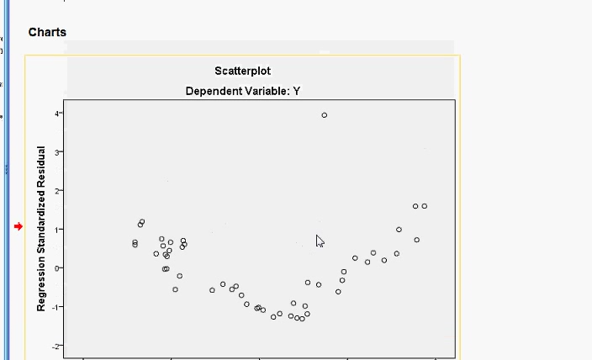 Charts
Scatterplot
Dependent Variable: Y
Regression Standardized Residual
4
3
2
1
0
-1
-2